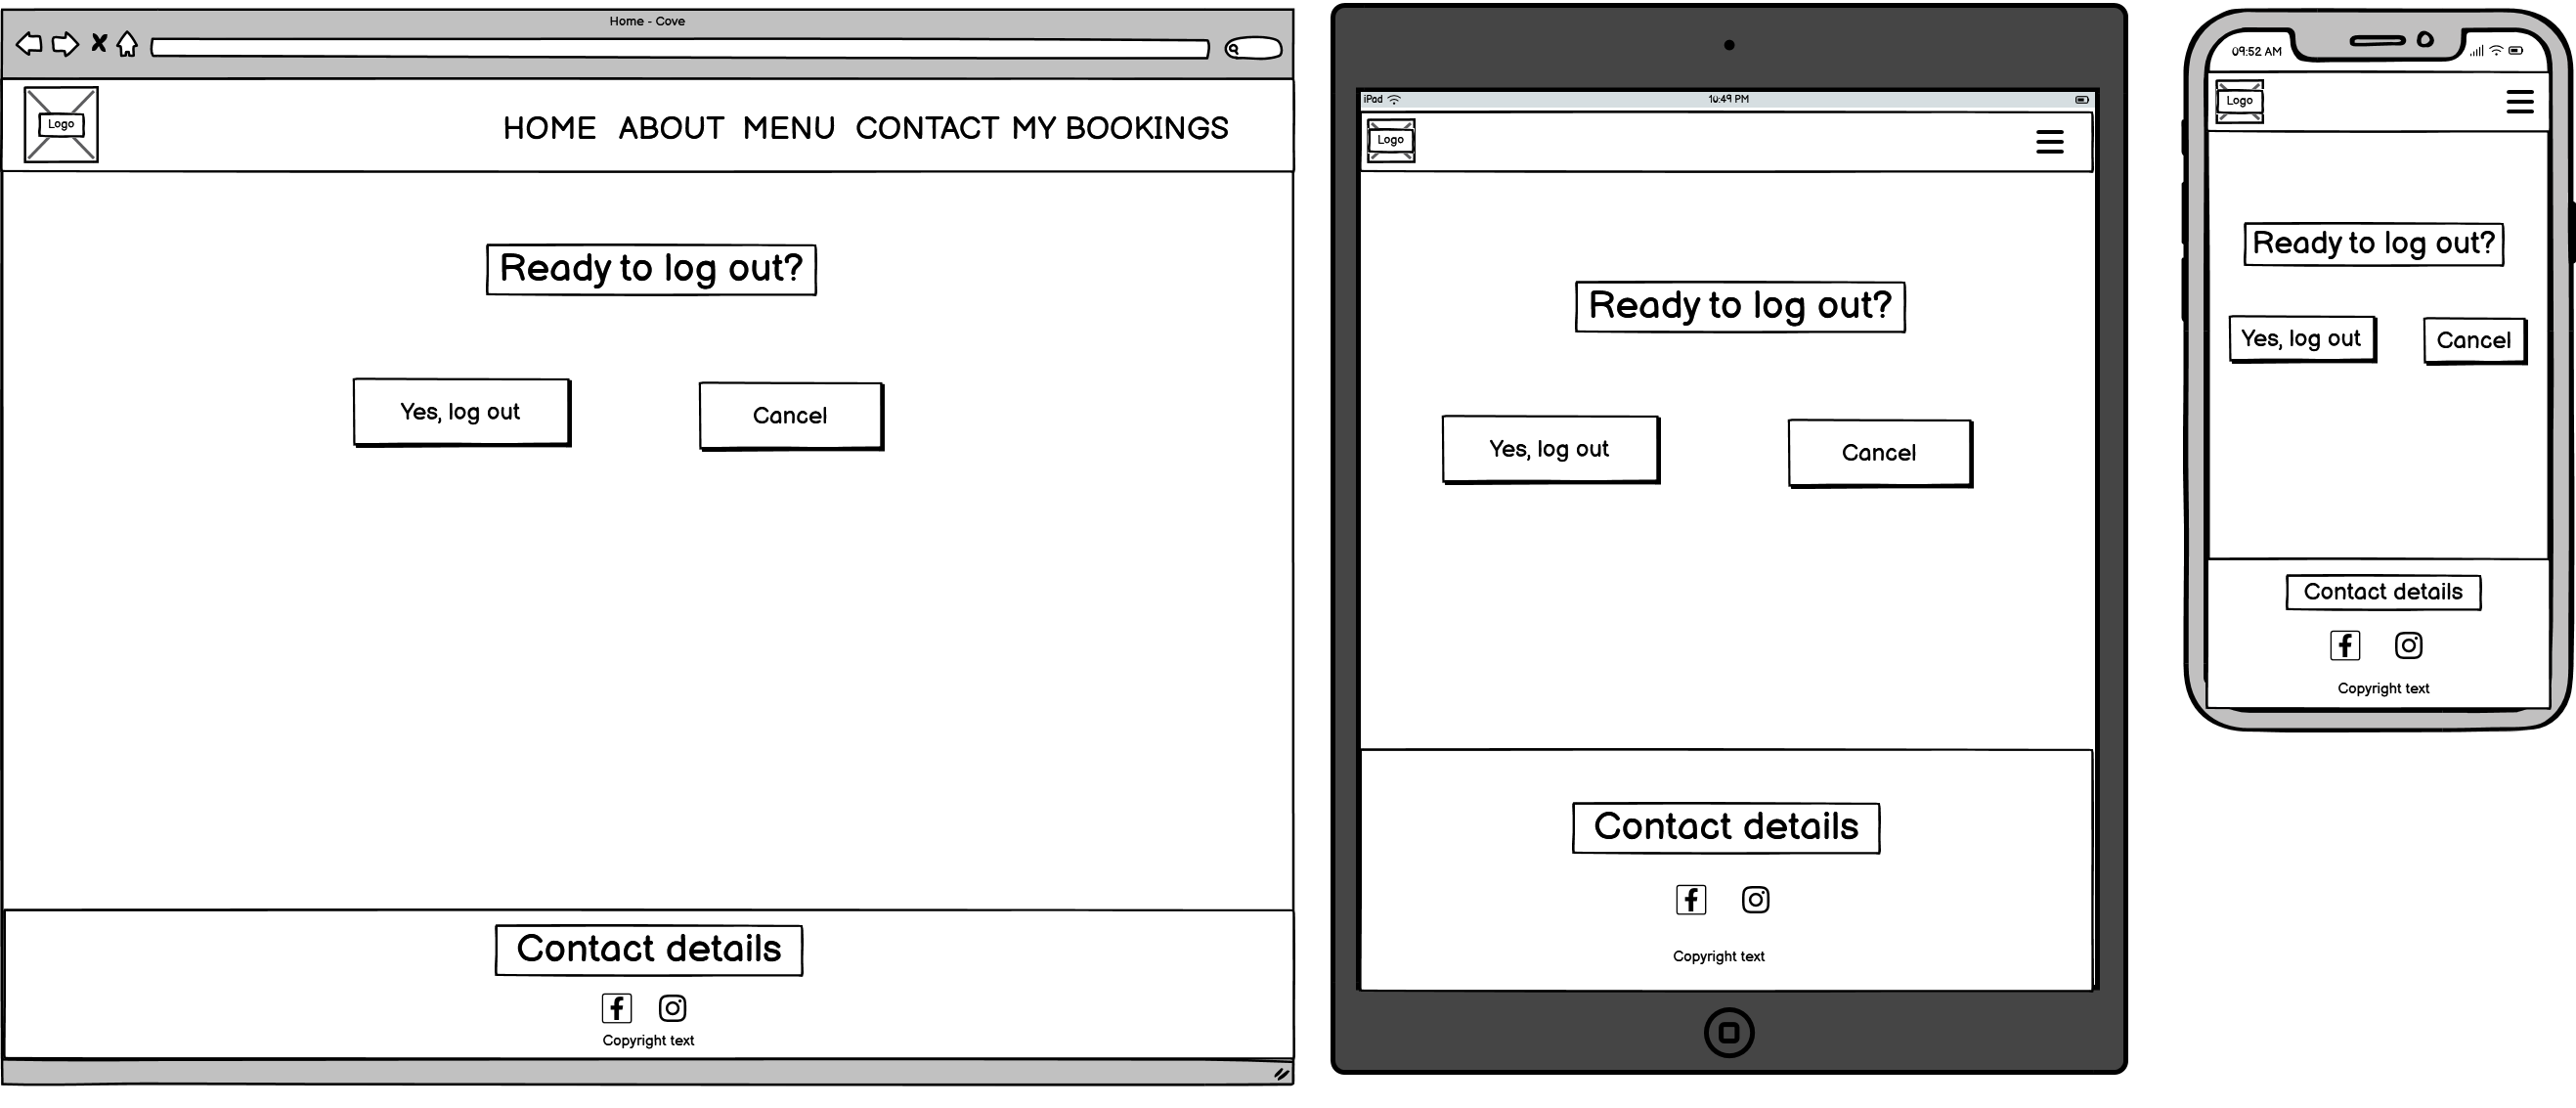 Home - Cove
Logo
HOME ABOUT MENU CONTACT MY BOOKINGS
Ready to log out?
Yes, log out
Cancel
Contact details
Copyright text
iPad
10:49 PM
Logo
Ready to log out?
Yes, log out
Cancel
Contact details
Copyright text
09:52 AM
Logo
Ready to log out?
Yes, log out
Cancel
Contact details
Copyright text